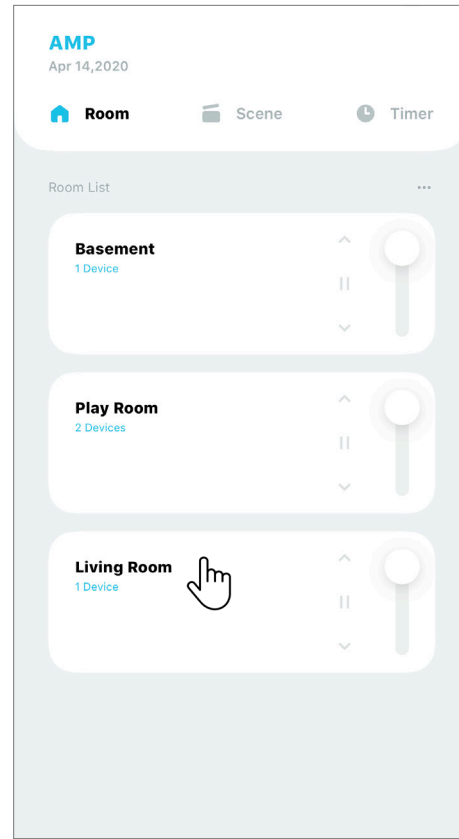 AMP
Apr 14,2020
Room Scene Timer
Room List
Basement
1 Device
Play Room
2 Devices
Living Room
1 Device